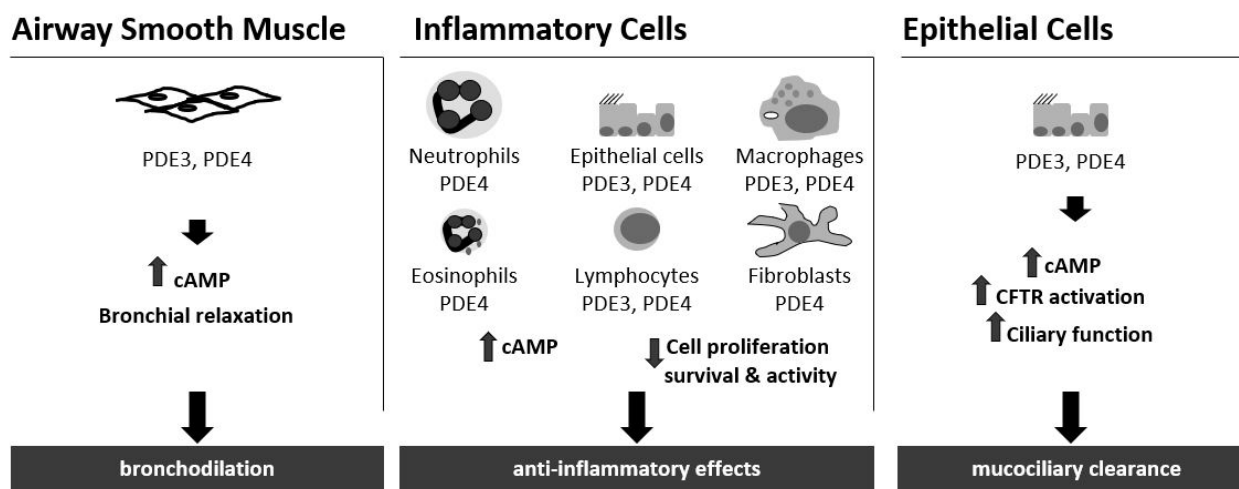 Airway Smooth Muscle
PDE3, PDE4
cAMP
Bronchial relaxation
bronchodilation
Inflammatory Cells
Neutrophils
PDE4
Epithelial cells
PDE3, PDE4
Macrophages
PDE3, PDE4
Eosinophils
PDE4
Lymphocytes
PDE3, PDE4
Fibroblasts
PDE4
cAMP
Cell proliferation
survival & activity
anti-inflammatory effects
Epithelial Cells
PDE3, PDE4
cAMP
CFTR activation
Ciliary function
mucociliary clearance